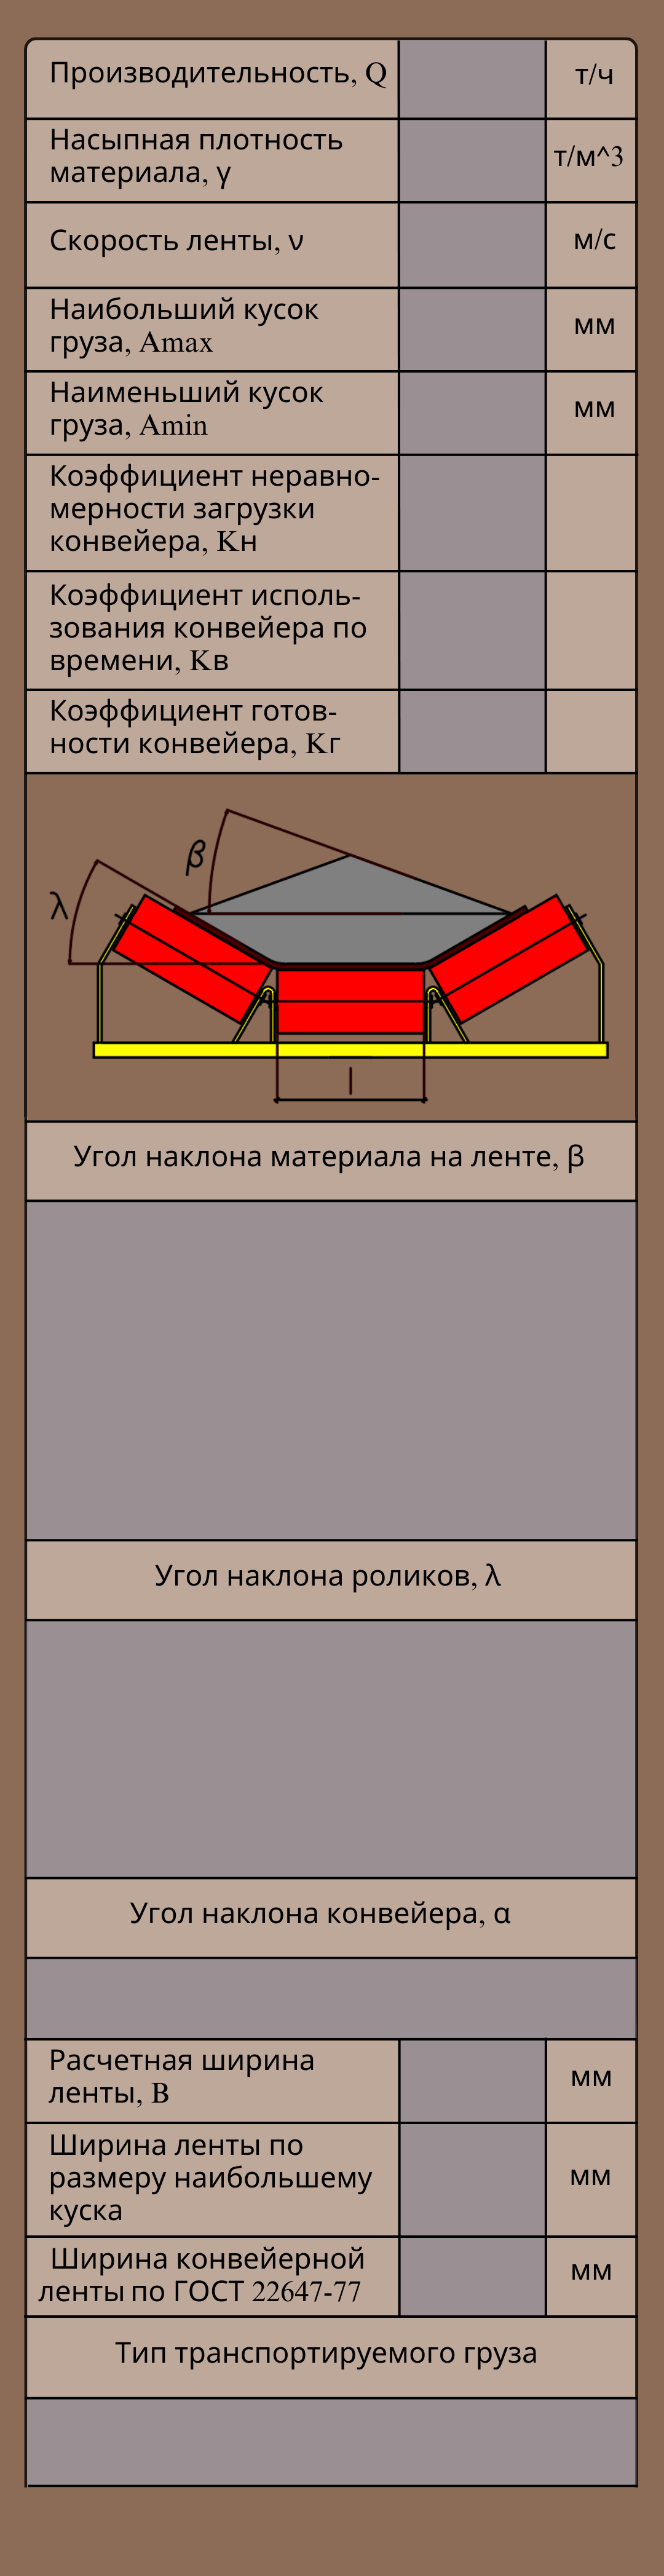 Производительность, Q
т/ч
Насыпная плотность
материала, γ
т/м^3
Скорость ленты, ν
м/с
Наибольший кусок
груза, Amax
мм
Наименьший кусок
груза, Amin
мм
Коэффициент неравно-
мерности загрузки
конвейера, Kн
Коэффициент исполь-
зования конвейера по
времени, Kв
Коэффициент готов-
ности конвейера, Kг
β
λ
l
Угол наклона материала на ленте, β
Угол наклона роликов, λ
Угол наклона конвейера, α
Расчетная ширина
ленты, B
мм
Ширина ленты по
размеру наибольшему
куска
мм
Ширина конвейерной
ленты по ГОСТ 22647-77
мм
Тип транспортируемого груза